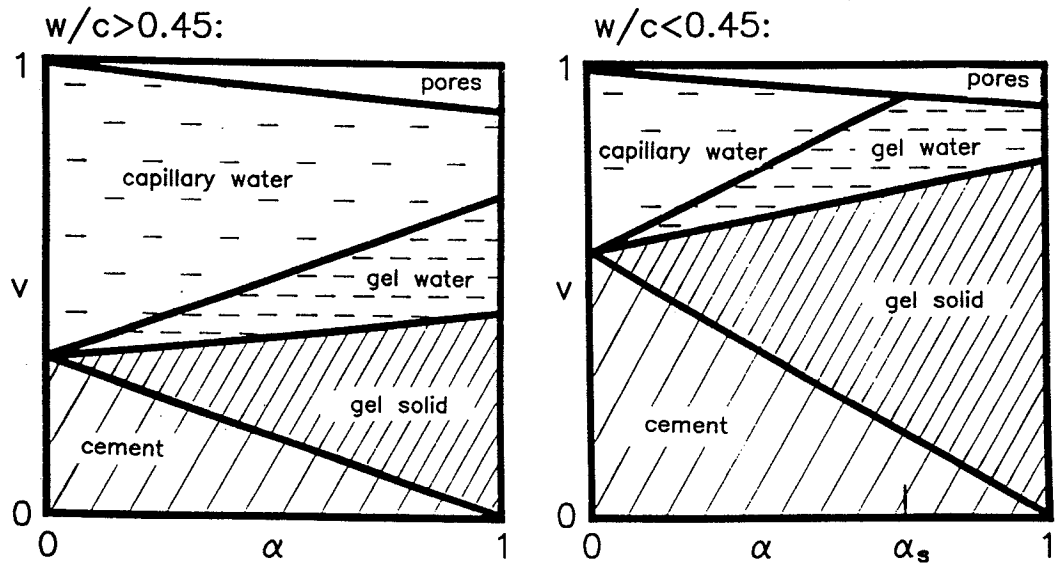 w/c>0.45:
1
pores
capillary water
gel water
v
gel solid
cement
0
0 α 1
w/c<0.45:
1
pores
capillary water
gel water
v
gel solid
cement
0
0 α αs 1